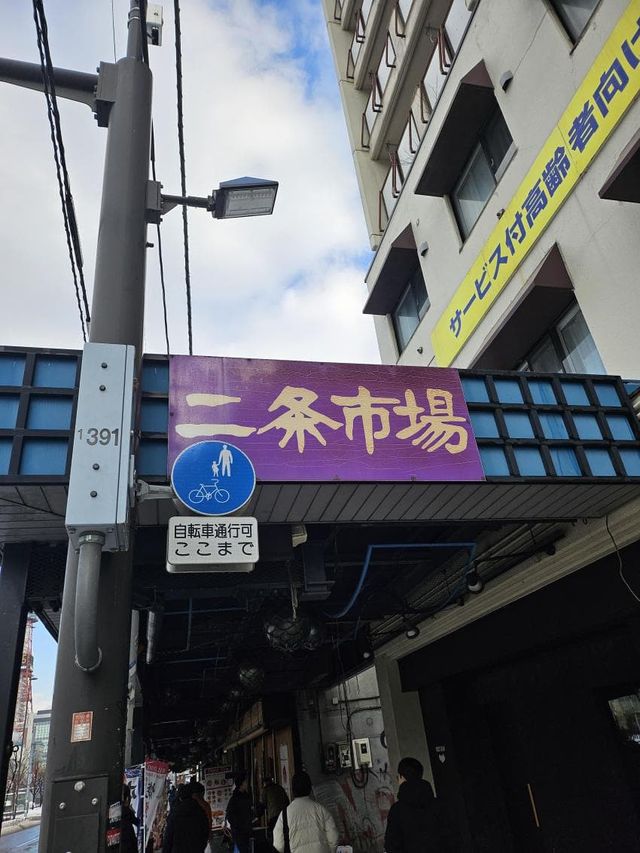 サービス付高齢者向け
二条市場
1391
自転車通行可
ここまで